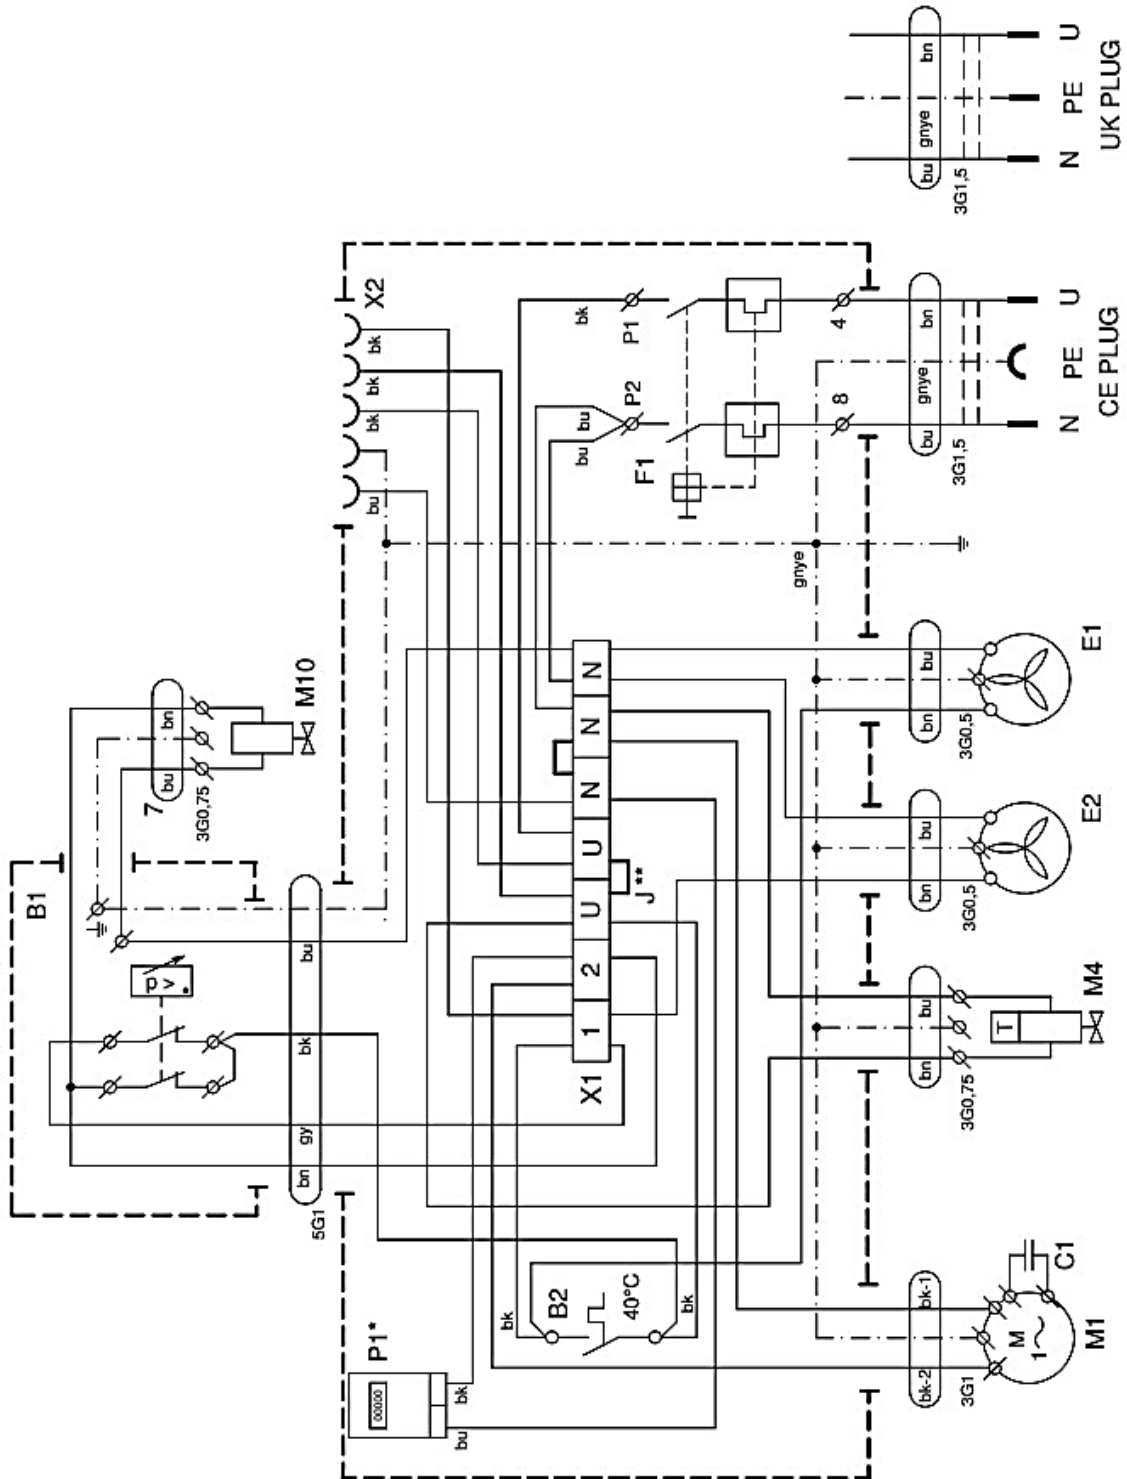 B1
p v
7
bu
bn
3G0,75
M10
bn
gy
bk
bu
5G1
P1*
00000
bu
bk
bu
bk
bk
bk
X2
bk
B2
40°C
bk
X1
1
2
U
U
N
N
N
J **
bu
bu
bk
F1
P2
P1
gnye
8
4
bk-2
bk-1
3G1
M
1~
M1
C1
bn
bu
3G0,75
T
M4
bn
bu
3G0,5
E2
bn
bu
3G0,5
E1
bu
gnye
bn
3G1,5
N
PE
U
CE PLUG
bu
gnye
bn
3G1,5
N
PE
U
UK PLUG